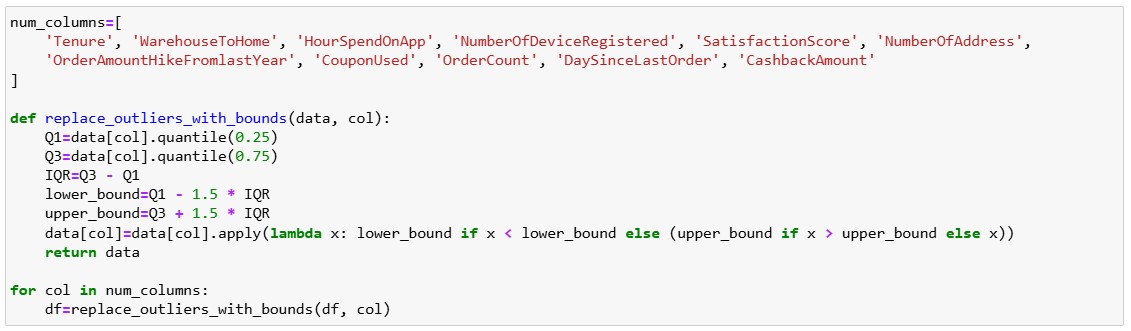 num_columns=[
    'Tenure', 'WarehouseToHome', 'HourSpendOnApp', 'NumberOfDeviceRegistered', 'SatisfactionScore', 'NumberOfAddress',
    'OrderAmountHikeFromlastYear', 'CouponUsed', 'OrderCount', 'DaySinceLastOrder', 'CashbackAmount'
]

def replace_outliers_with_bounds(data, col):
    Q1=data[col].quantile(0.25)
    Q3=data[col].quantile(0.75)
    IQR=Q3 - Q1
    lower_bound=Q1 - 1.5 * IQR
    upper_bound=Q3 + 1.5 * IQR
    data[col]=data[col].apply(lambda x: lower_bound if x < lower_bound else (upper_bound if x > upper_bound else x))
    return data

for col in num_columns:
    df=replace_outliers_with_bounds(df, col)